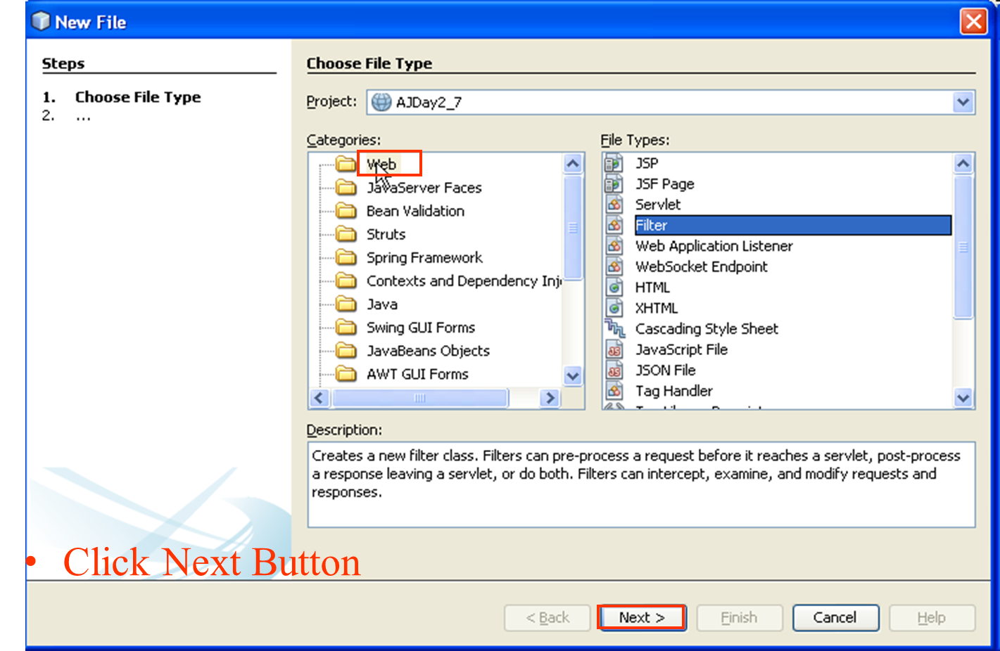 New File
Steps
1. Choose File Type
2. ...
Choose File Type
Project: AJDay2_7
Categories:
Web
JavaServer Faces
Bean Validation
Struts
Spring Framework
Contexts and Dependency Inj
Java
Swing GUI Forms
JavaBeans Objects
AWT GUI Forms
File Types:
JSP
JSF Page
Servlet
Filter
Web Application Listener
WebSocket Endpoint
HTML
XHTML
Cascading Style Sheet
JavaScript File
JSON File
Tag Handler
Description:
Creates a new filter class. Filters can pre-process a request before it reaches a servlet, post-process
a response leaving a servlet, or do both. Filters can intercept, examine, and modify requests and
responses.
• Click Next Button
< Back Next > Finish Cancel Help